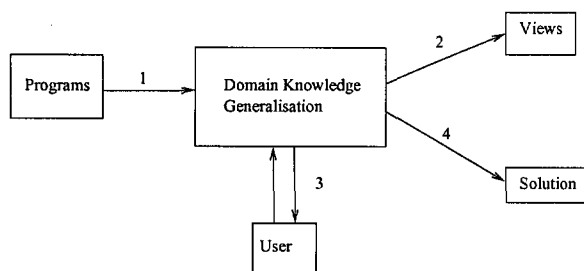 Programs
1
Domain Knowledge
Generalisation
2
Views
4
Solution
3
User